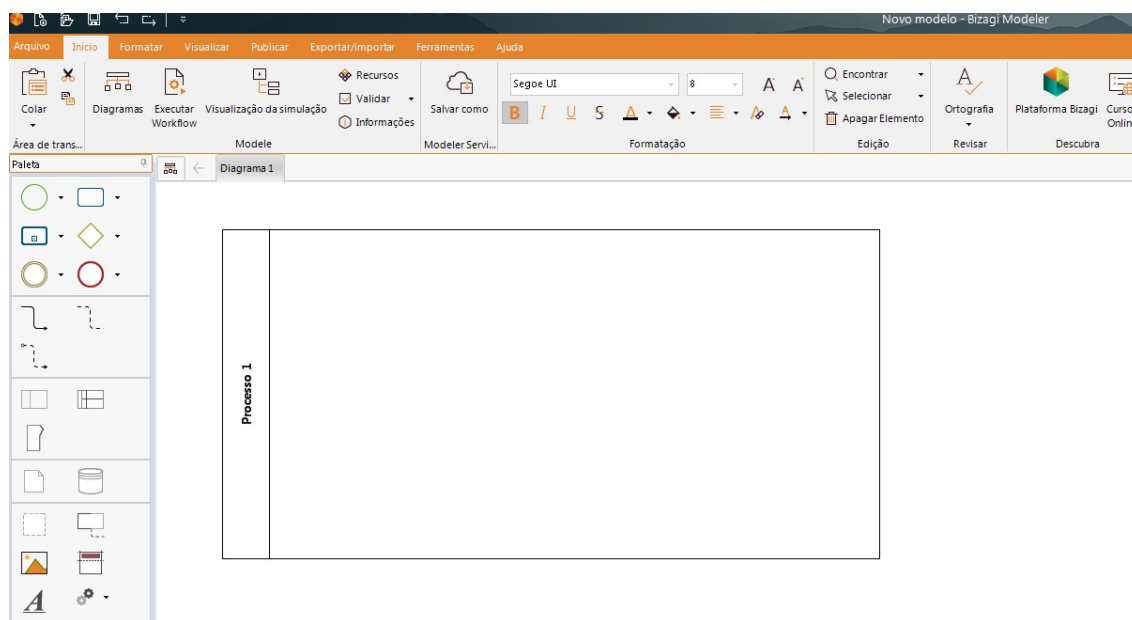 Novo modelo - Bizagi Modeler
Arquivo Início Formatar Visualizar Publicar Exportar/importar Ferramentas Ajuda
Colar
Diagramas
Executar
Workflow
Visualização da simulação
Recursos
Validar
Informações
Salvar como
Segoe UI 8
A A
B I U S A A
Encontrar
Selecionar
Apagar Elemento
Ortografia
Plataforma Bizagi
Curso
Onlin
Área de trans... Modele Modeler Servi... Formatação Edição Revisar Descubra
Paleta
Diagrama 1
Processo 1
A